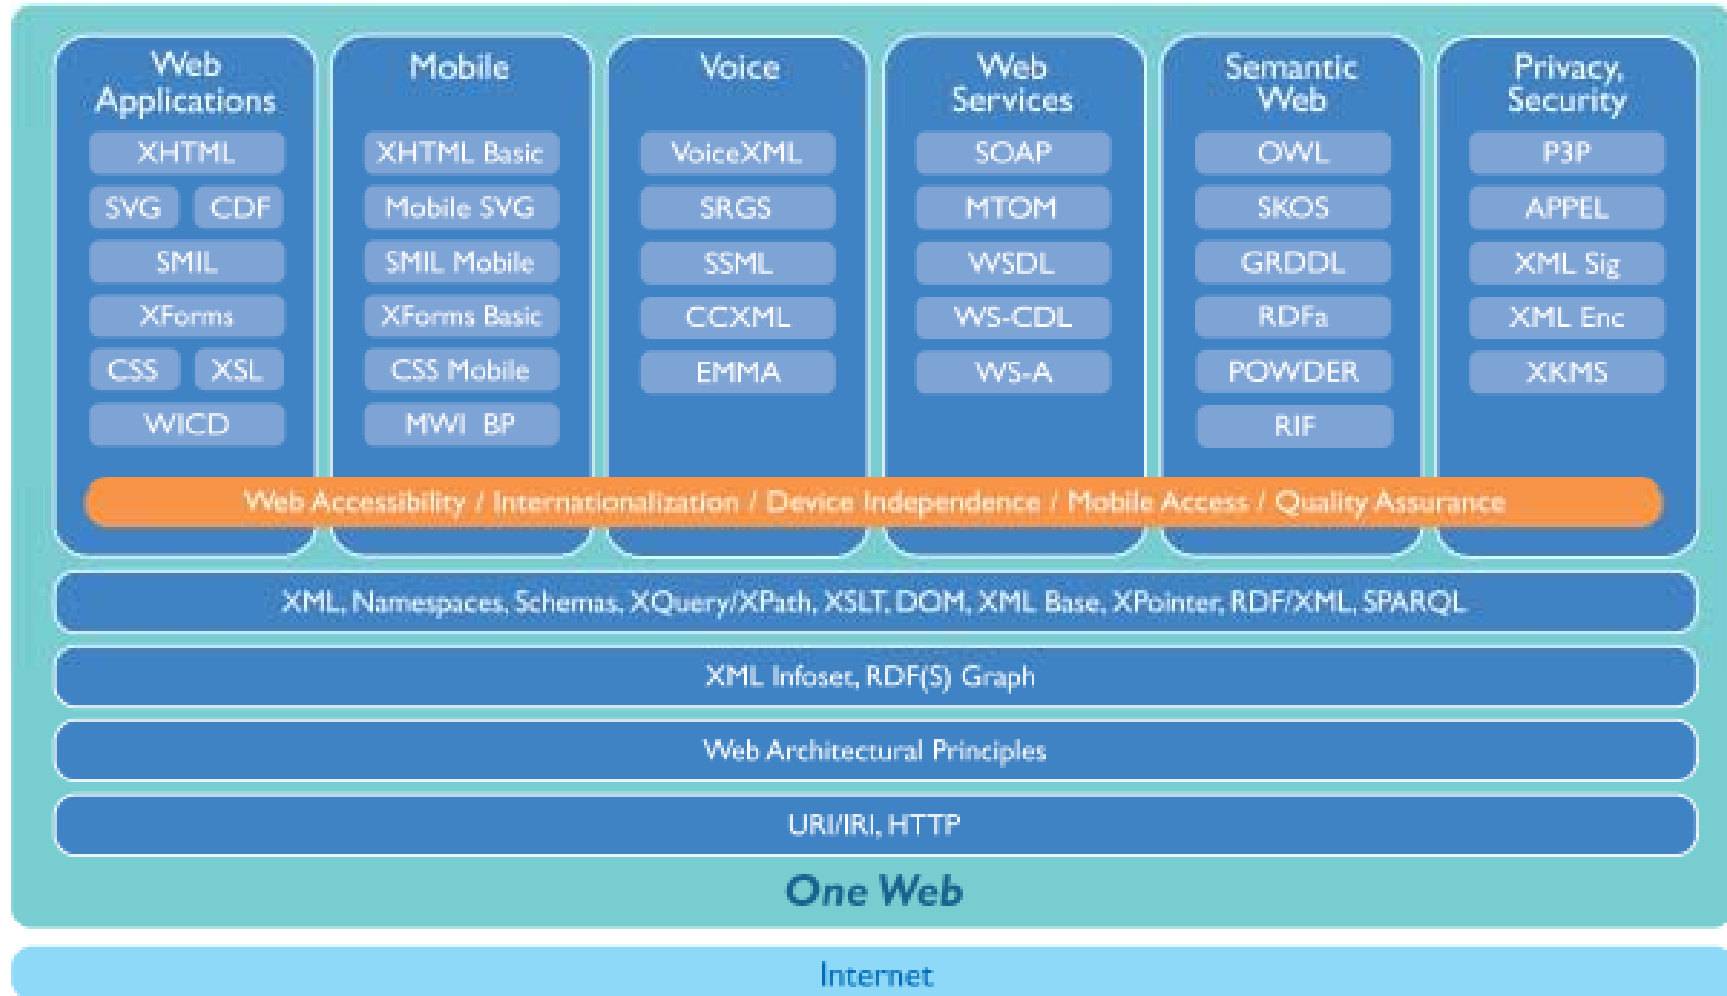 Web
Applications
XHTML
SVG CDF
SMIL
XForms
CSS XSL
WICD
Mobile
XHTML Basic
Mobile SVG
SMIL Mobile
XForms Basic
CSS Mobile
MWI BP
Voice
VoiceXML
SRGS
SSML
CCXML
EMMA
Web
Services
SOAP
MTOM
WSDL
WS-CDL
WS-A
Semantic
Web
OWL
SKOS
GRDDL
RDFa
POWDER
RIF
Privacy,
Security
P3P
APPEL
XML Sig
XML Enc
XKMS
Web Accessibility / Internationalization / Device Independence / Mobile Access / Quality Assurance
XML, Namespaces, Schemas, XQuery/XPath, XSLT, DOM, XML Base, XPointer, RDF/XML, SPARQL
XML Infoset, RDF(S) Graph
Web Architectural Principles
URI/IRI, HTTP
One Web
Internet